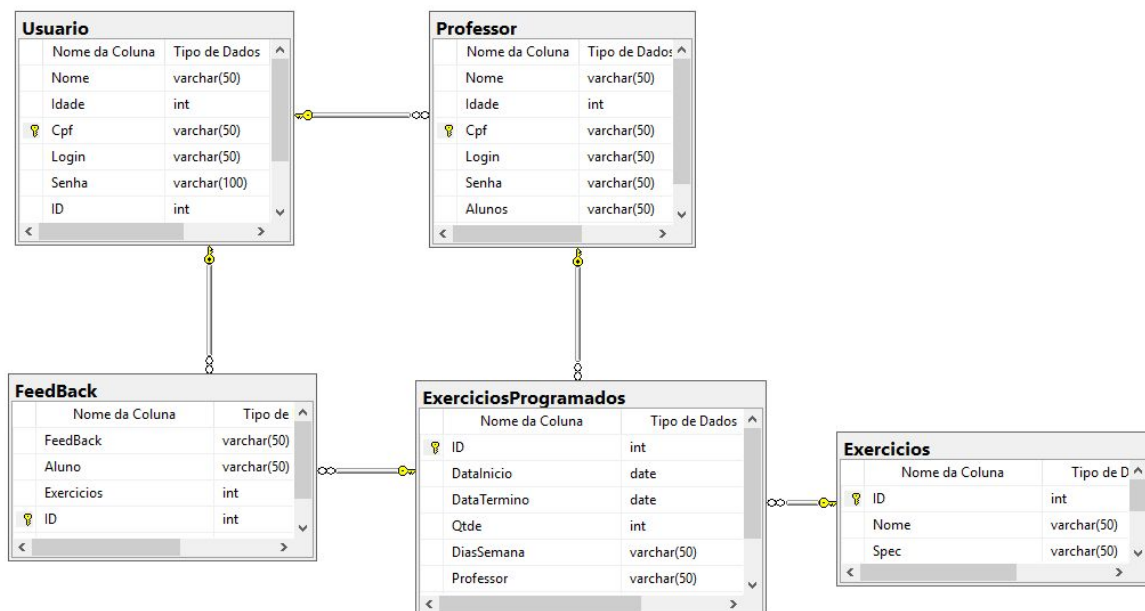 Usuario
Nome da Coluna Tipo de Dados
Nome varchar(50)
Idade int
Cpf varchar(50)
Login varchar(50)
Senha varchar(100)
ID int
Professor
Nome da Coluna Tipo de Dados
Nome varchar(50)
Idade int
Cpf varchar(50)
Login varchar(50)
Senha varchar(50)
Alunos varchar(50)
FeedBack
Nome da Coluna Tipo de
FeedBack varchar(50)
Aluno varchar(50)
Exercicios int
ID int
ExerciciosProgramados
Nome da Coluna Tipo de Dados
ID int
DataInicio date
DataTermino date
Qtde int
DiasSemana varchar(50)
Professor varchar(50)
Exercicios
Nome da Coluna Tipo de D
ID int
Nome varchar(50)
Spec varchar(50)